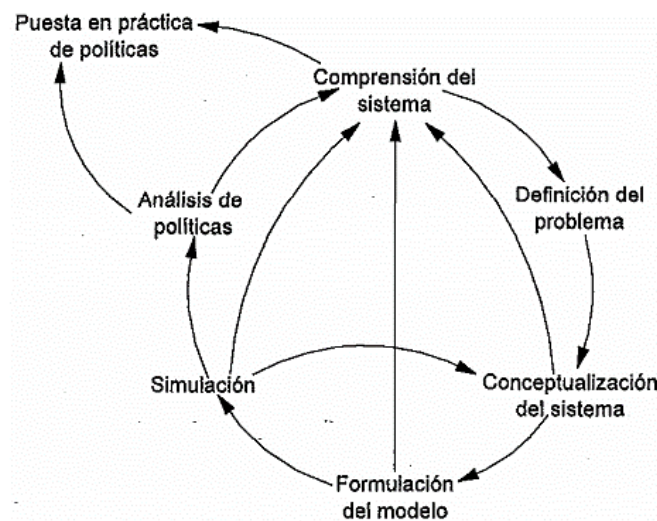 Puesta en práctica
de políticas
Comprensión del
sistema
Análisis de
políticas
Definición del
problema
Simulación
Conceptualización
del sistema
Formulación
del modelo